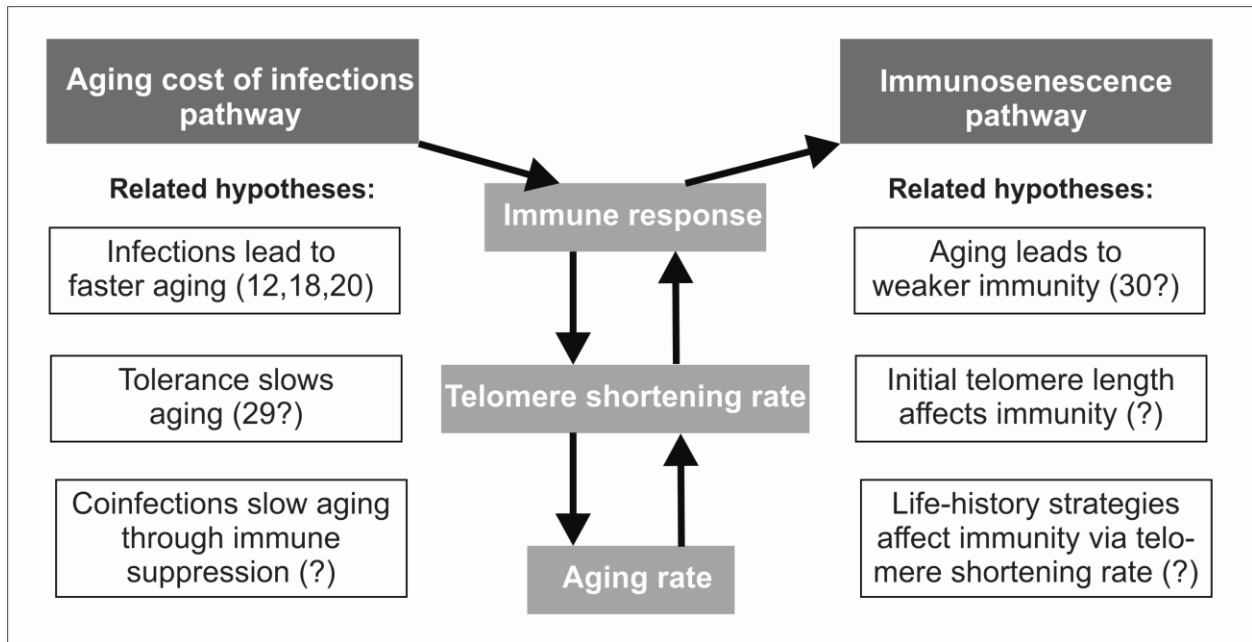 Aging cost of infections
pathway
Immunosenescence
pathway
Related hypotheses:
Infections lead to
faster aging (12,18,20)
Tolerance slows
aging (29?)
Coinfections slow aging
through immune
suppression (?)
Immune response
Telomere shortening rate
Aging rate
Related hypotheses:
Aging leads to
weaker immunity (30?)
Initial telomere length
affects immunity (?)
Life-history strategies
affect immunity via telo-
mere shortening rate (?)